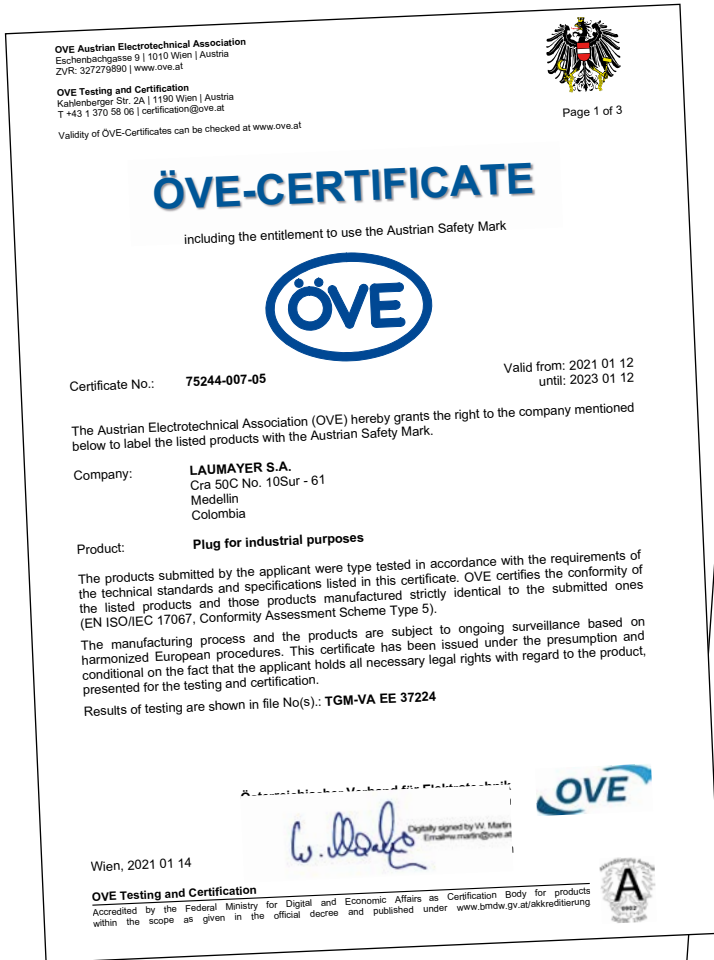 OVE Austrian Electrotechnical Association
Eschenbachgasse 9 | 1010 Wien | Austria
ZVR: 327279890 | www.ove.at
OVE Testing and Certification
Kahlenberger Str. 2A | 1190 Wien | Austria
T +43 1 370 58 06 | certification@ove.at
Validity of ÖVE-Certificates can be checked at www.ove.at
Page 1 of 3
ÖVE-CERTIFICATE
including the entitlement to use the Austrian Safety Mark
ÖVE
Certificate No.: 75244-007-05
Valid from: 2021 01 12
until: 2023 01 12
The Austrian Electrotechnical Association (OVE) hereby grants the right to the company mentioned
below to label the listed products with the Austrian Safety Mark.
Company: LAUMAYER S.A.
Cra 50C No. 10Sur - 61
Medellin
Colombia
Product: Plug for industrial purposes
The products submitted by the applicant were type tested in accordance with the requirements of
the technical standards and specifications listed in this certificate. OVE certifies the conformity of
the listed products and those products manufactured strictly identical to the submitted ones
(EN ISO/IEC 17067, Conformity Assessment Scheme Type 5).
The manufacturing process and the products are subject to ongoing surveillance based on
harmonized European procedures. This certificate has been issued under the presumption and
conditional on the fact that the applicant holds all necessary legal rights with regard to the product,
presented for the testing and certification.
Results of testing are shown in file No(s).: TGM-VA EE 37224
Österreichischer Verband für Elektrotechnik
OVE
Digitally signed by W. Martin
Email=w.martin@ove.at
Wien, 2021 01 14
OVE Testing and Certification
Accredited by the Federal Ministry for Digital and Economic Affairs as Certification Body for products
within the scope as given in the official decree and published under www.bmdw.gv.at/akkreditierung
A